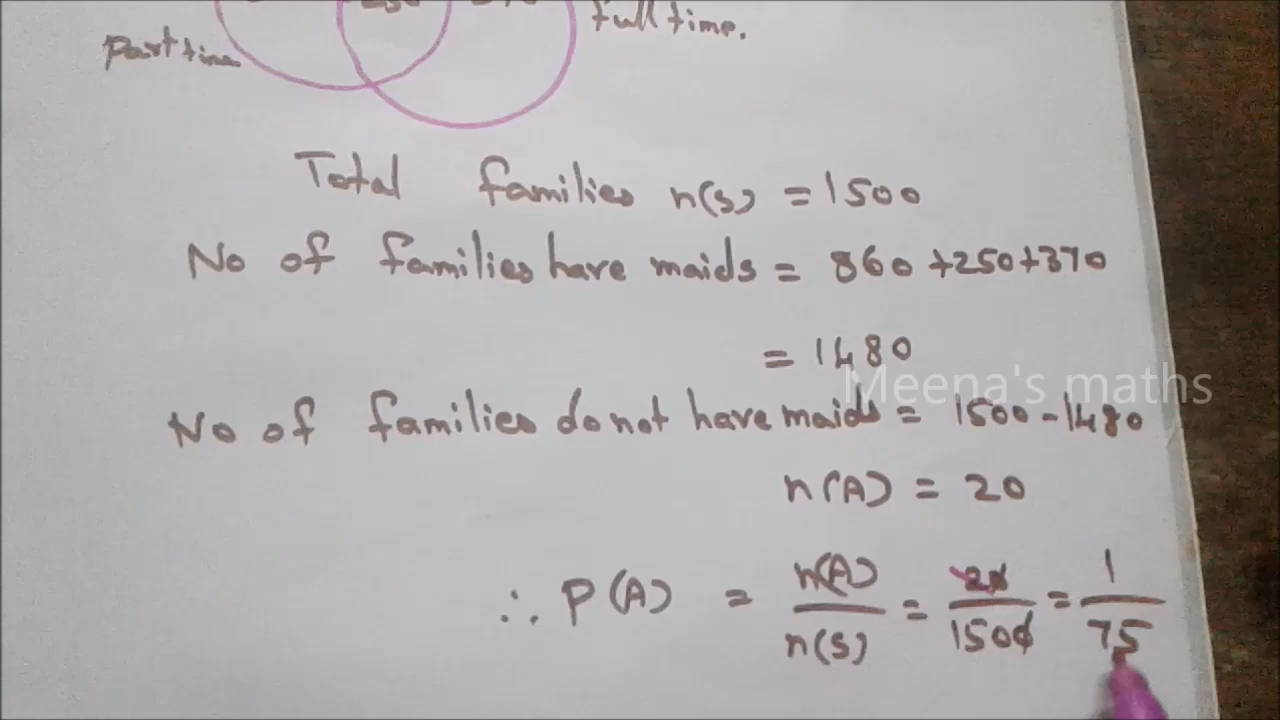 full time.
Part time
Total families n(s) = 1500
No of families have maids = 860 + 250 + 370
= 1480
Meena's maths
No of families do not have maids = 1500 - 1480
n(A) = 20
∴ P(A) = n(A)/n(s) = 20/1500 = 1/75